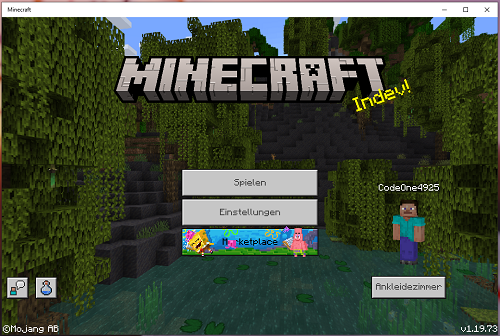 Minecraft
MINECRAFT
Indev!
Spielen
CodeOne4925
Einstellungen
Marketplace
Ankleidezimmer
©Mojang AB
v1.19.73